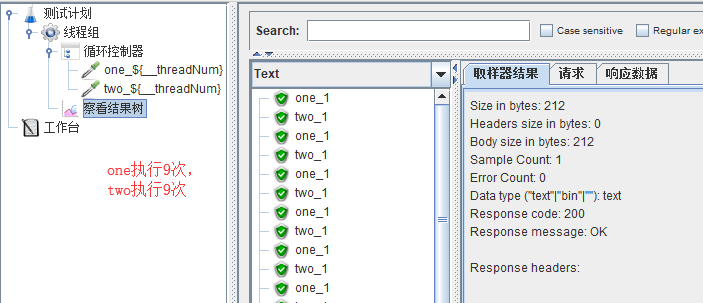 测试计划
线程组
循环控制器
one_${__threadNum}
two_${__threadNum}
察看结果树
工作台
one执行9次，
two执行9次
Search:
Case sensitive
Regular ex
Text
one_1
two_1
one_1
two_1
one_1
two_1
one_1
two_1
one_1
two_1
one_1
two_1
取样器结果
请求
响应数据
Size in bytes: 212
Headers size in bytes: 0
Body size in bytes: 212
Sample Count: 1
Error Count: 0
Data type ("text"|"bin"|""): text
Response code: 200
Response message: OK
Response headers: